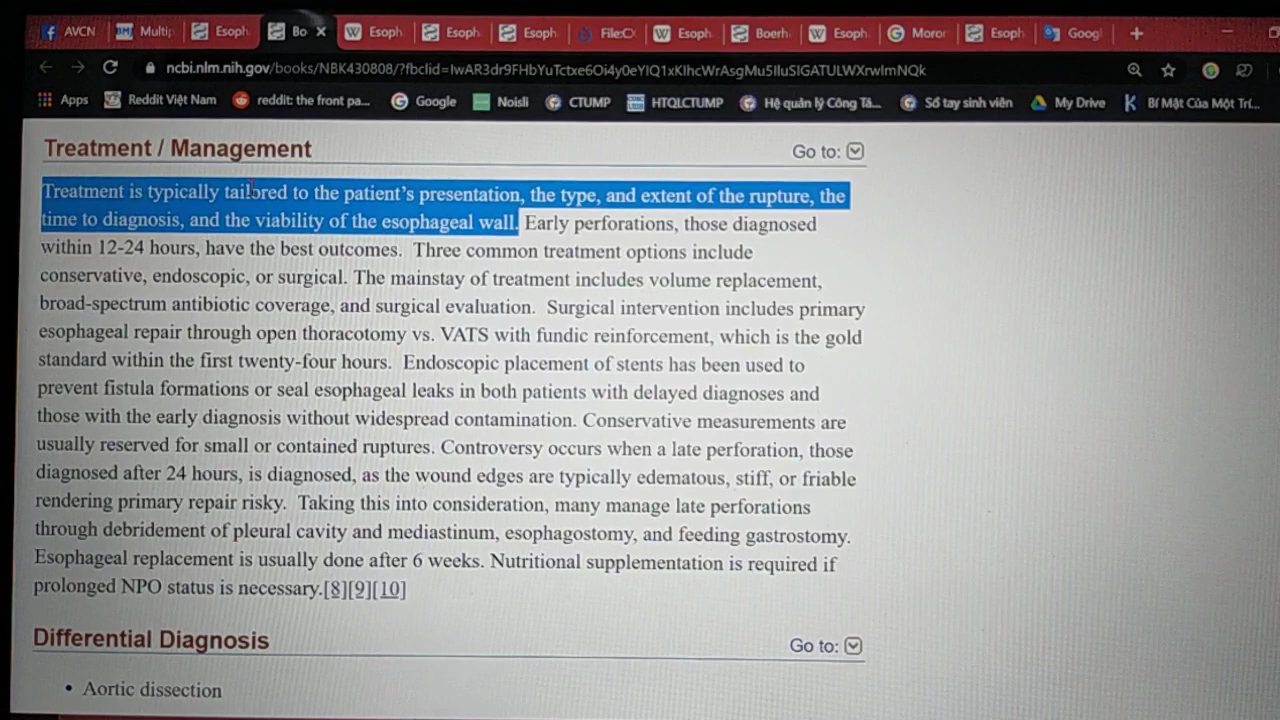 AVCN
BMJ Multip
Esoph
Bo
Esoph
Esoph
Esoph
File:O
Esoph
Boerh
Esoph
Moror
Esoph
Googl
ncbi.nlm.nih.gov/books/NBK430808/?fbclid=
Apps
Reddit Việt Nam
reddit: the front pa...
Google
Noisli
CTUMP
HTQLCTUMP
Hệ quản lý Công Tá...
Sổ tay sinh viên
My Drive
Bí Mật Của Một Trí...
Treatment / Management
Go to:
Treatment is typically tailored to the patient's presentation, the type, and extent of the rupture, the
time to diagnosis, and the viability of the esophageal wall. Early perforations, those diagnosed
within 12-24 hours, have the best outcomes. Three common treatment options include
conservative, endoscopic, or surgical. The mainstay of treatment includes volume replacement,
broad-spectrum antibiotic coverage, and surgical evaluation. Surgical intervention includes primary
esophageal repair through open thoracotomy vs. VATS with fundic reinforcement, which is the gold
standard within the first twenty-four hours. Endoscopic placement of stents has been used to
prevent fistula formations or seal esophageal leaks in both patients with delayed diagnoses and
those with the early diagnosis without widespread contamination. Conservative measurements are
usually reserved for small or contained ruptures. Controversy occurs when a late perforation, those
diagnosed after 24 hours, is diagnosed, as the wound edges are typically edematous, stiff, or friable
rendering primary repair risky. Taking this into consideration, many manage late perforations
through debridement of pleural cavity and mediastinum, esophagostomy, and feeding gastrostomy.
Esophageal replacement is usually done after 6 weeks. Nutritional supplementation is required if
prolonged NPO status is necessary.[8][9][10]
Differential Diagnosis
Go to:
• Aortic dissection